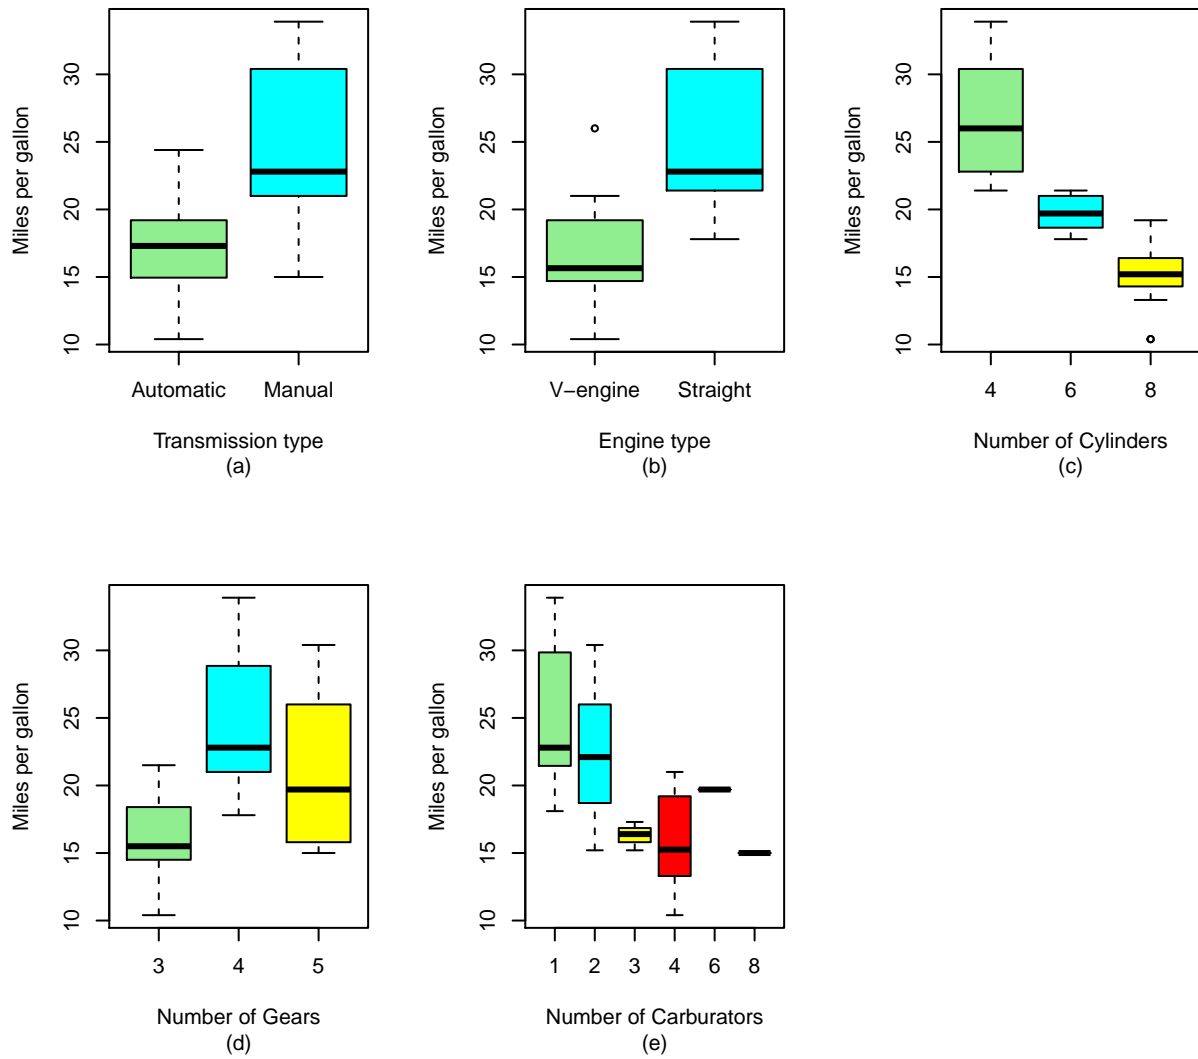 Miles per gallon
10 15 20 25 30
Automatic Manual
Transmission type
(a)
Miles per gallon
10 15 20 25 30
V−engine Straight
Engine type
(b)
Miles per gallon
10 15 20 25 30
4 6 8
Number of Cylinders
(c)
Miles per gallon
10 15 20 25 30
3 4 5
Number of Gears
(d)
Miles per gallon
10 15 20 25 30
1 2 3 4 6 8
Number of Carburators
(e)